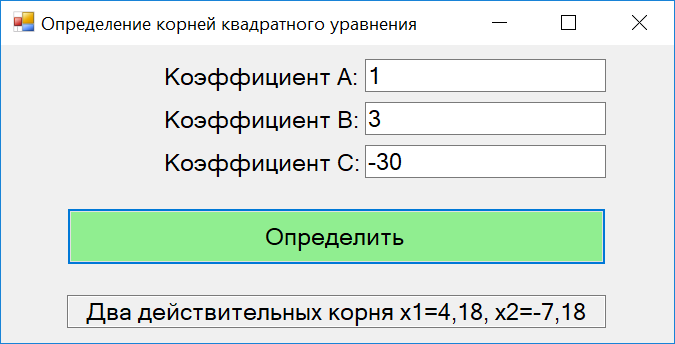 Определение корней квадратного уравнения
Коэффициент A: 1
Коэффициент B: 3
Коэффициент C: -30
Определить
Два действительных корня x1=4,18, x2=-7,18